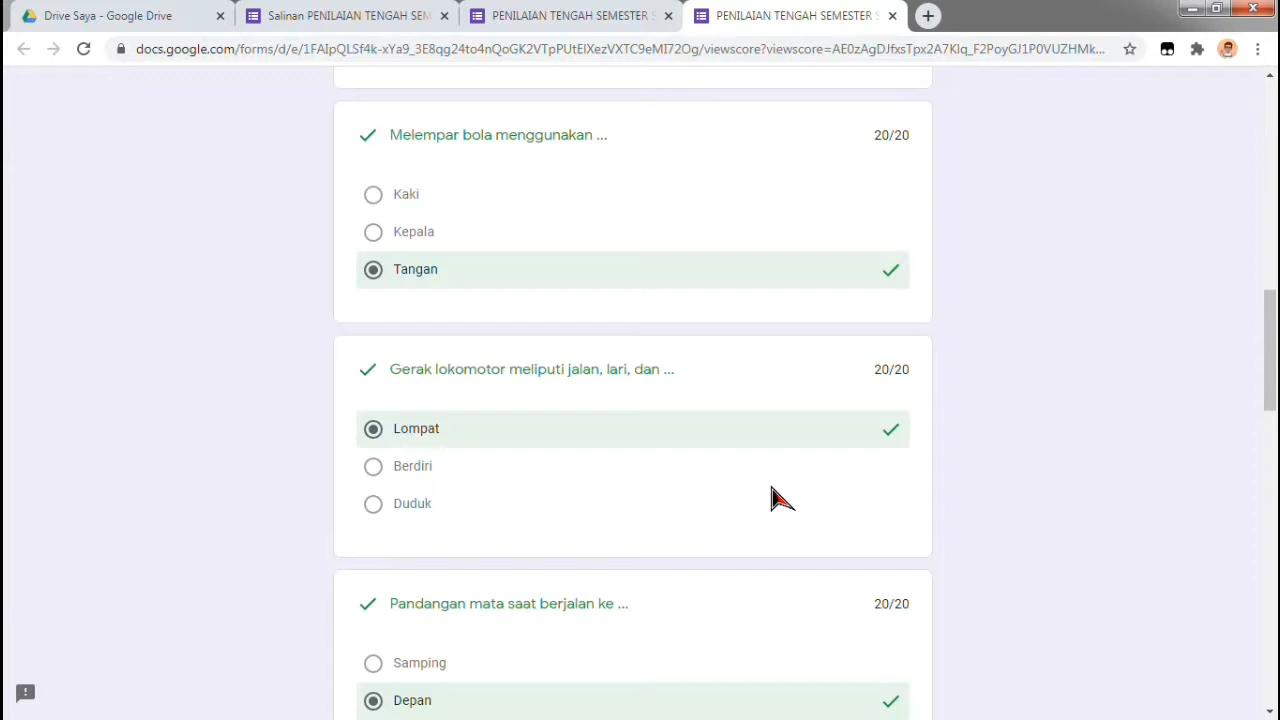 Drive Saya - Google Drive
Salinan PENILAIAN TENGAH SEM
PENILAIAN TENGAH SEMESTER
PENILAIAN TENGAH SEMESTER S
docs.google.com/forms/d/e/1FAIpQLSf4k-xYa9_3E8qg24to4nQoGK2VTpPUtEIXezVXTC9eMI72Og/viewscore?viewscore=AE0zAgDJfxsTpx2A7KIq_F2PoyGJ1P0VUZHMk...
Melempar bola menggunakan ...
20/20
Kaki
Kepala
Tangan
Gerak lokomotor meliputi jalan, lari, dan ...
20/20
Lompat
Berdiri
Duduk
Pandangan mata saat berjalan ke ...
20/20
Samping
Depan